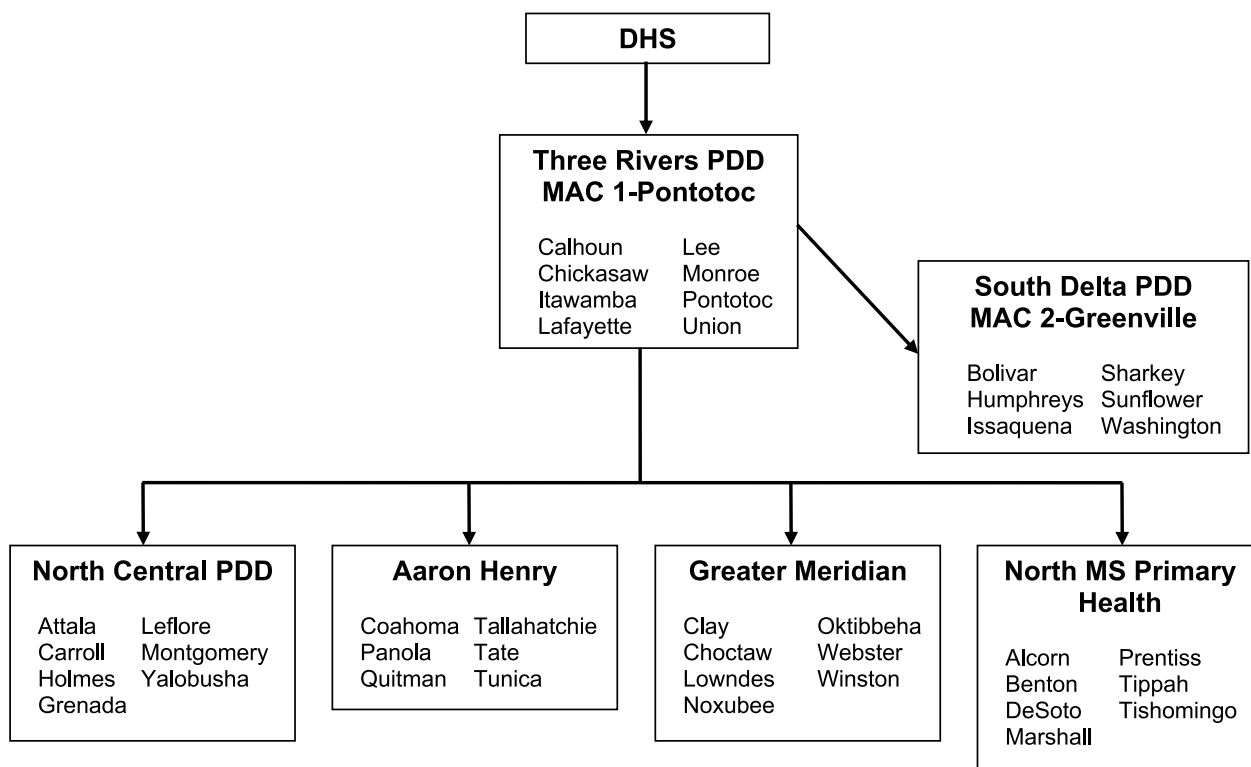 DHS
Three Rivers PDD
MAC 1-Pontotoc
Calhoun Lee
Chickasaw Monroe
Itawamba Pontotoc
Lafayette Union
South Delta PDD
MAC 2-Greenville
Bolivar Sharkey
Humphreys Sunflower
Issaquena Washington
North Central PDD
Attala Leflore
Carroll Montgomery
Holmes Yalobusha
Grenada
Aaron Henry
Coahoma Tallahatchie
Panola Tate
Quitman Tunica
Greater Meridian
Clay Oktibbeha
Choctaw Webster
Lowndes Winston
Noxubee
North MS Primary
Health
Alcorn Prentiss
Benton Tippah
DeSoto Tishomingo
Marshall